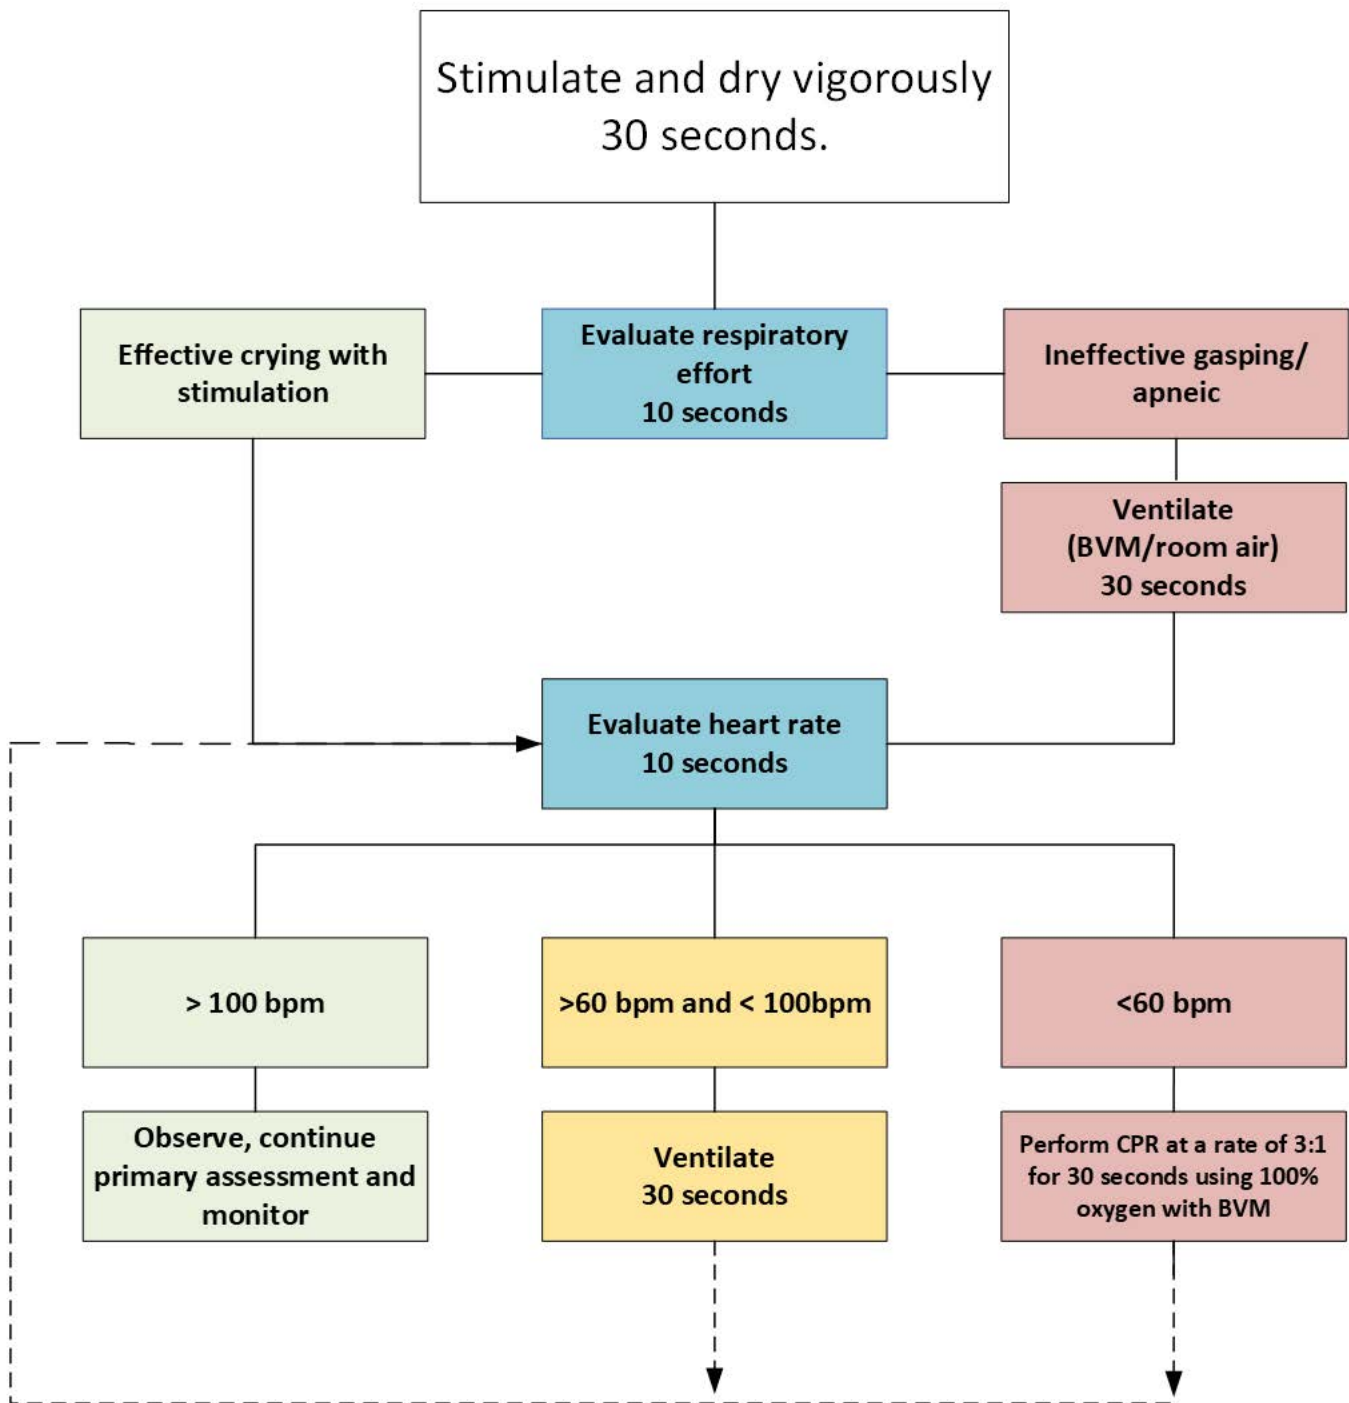 Stimulate and dry vigorously
30 seconds.
Effective crying with
stimulation
Evaluate respiratory
effort
10 seconds
Ineffective gasping/
apneic
Ventilate
(BVM/room air)
30 seconds
Evaluate heart rate
10 seconds
> 100 bpm
>60 bpm and < 100bpm
<60 bpm
Observe, continue
primary assessment and
monitor
Ventilate
30 seconds
Perform CPR at a rate of 3:1
for 30 seconds using 100%
oxygen with BVM